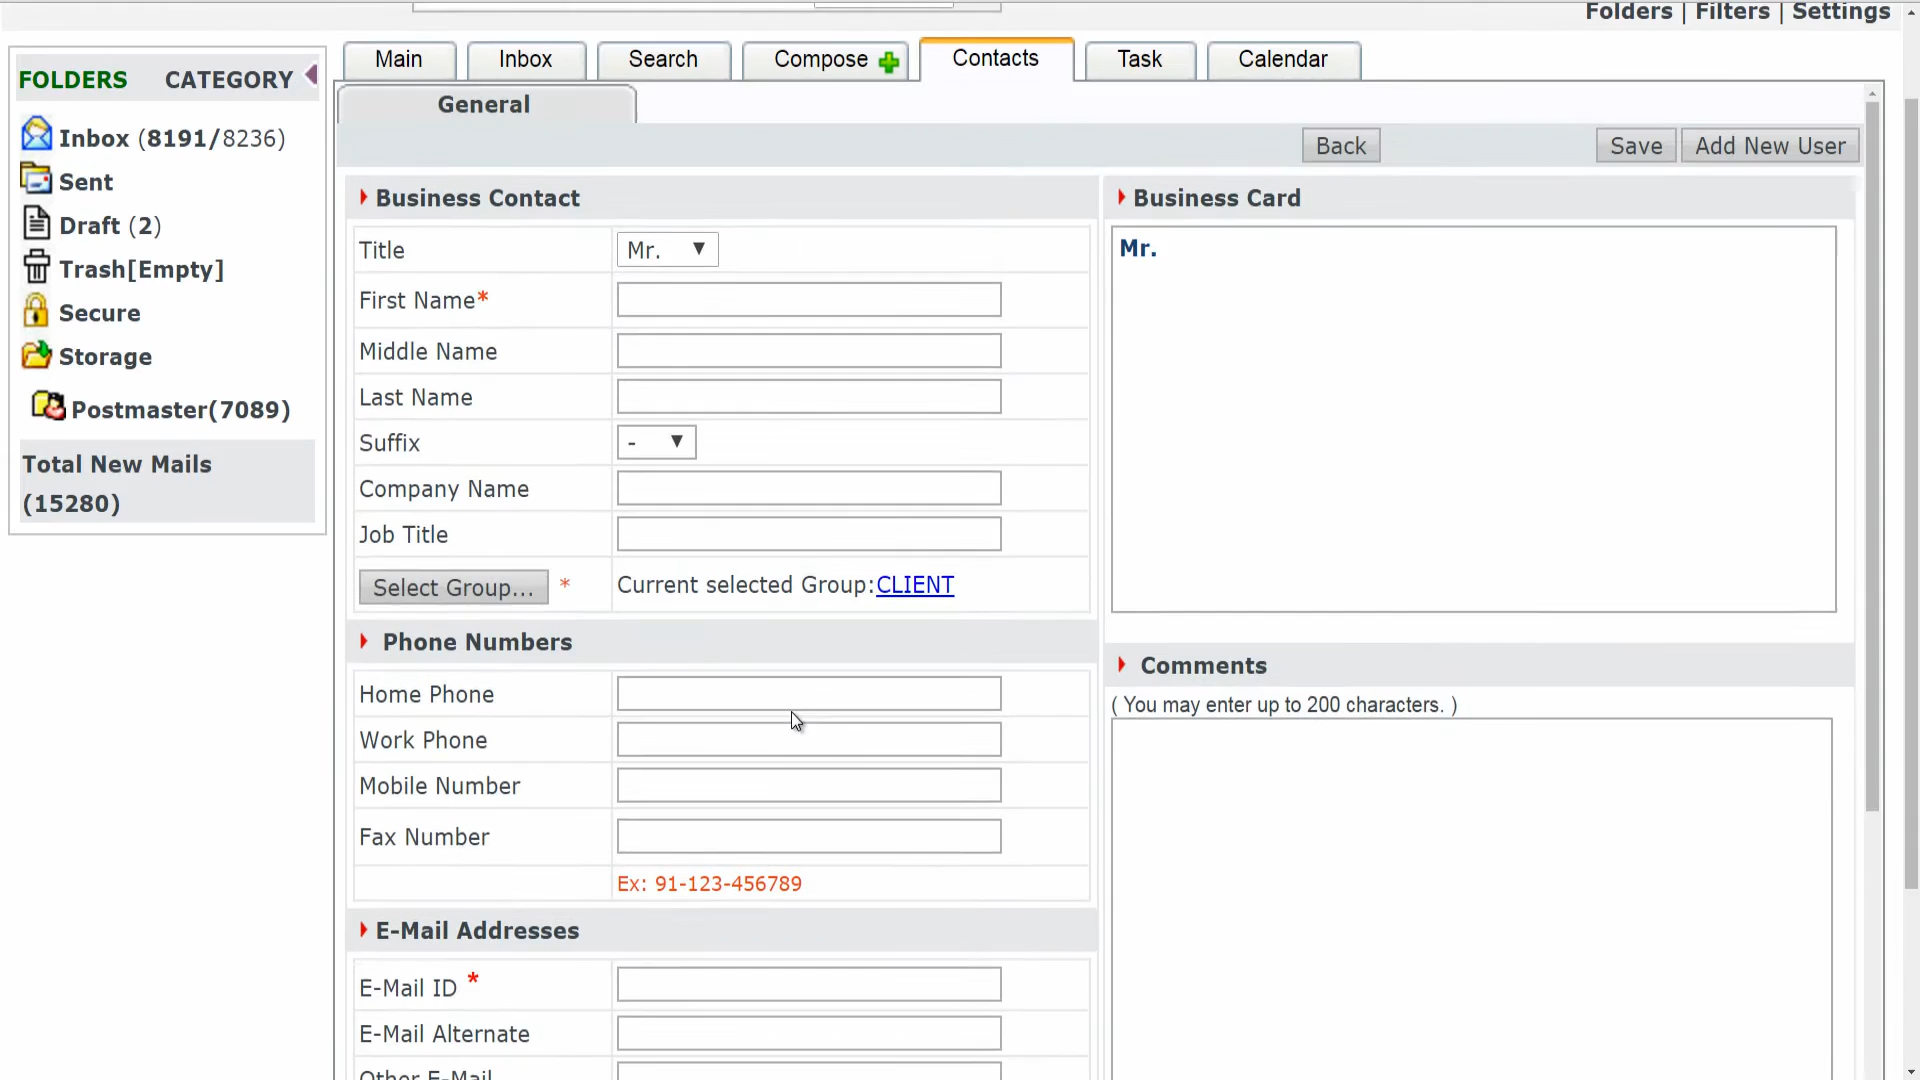 Folders | Filters | Settings
Main
Inbox
Search
Compose
Contacts
Task
Calendar
FOLDERS CATEGORY
Inbox (8191/8236)
Sent
Draft (2)
Trash[Empty]
Secure
Storage
Postmaster(7089)
Total New Mails
(15280)
General
Back
Save
Add New User
Business Contact
Title Mr.
First Name*
Middle Name
Last Name
Suffix -
Company Name
Job Title
Select Group... * Current selected Group:CLIENT
Phone Numbers
Home Phone
Work Phone
Mobile Number
Fax Number
Ex: 91-123-456789
E-Mail Addresses
E-Mail ID *
E-Mail Alternate
Other E-Mail
Business Card
Mr.
Comments
( You may enter up to 200 characters. )